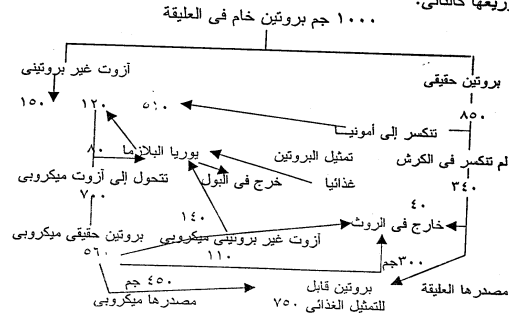 ريعها كالتالي:
١٠٠٠ جم بروتين خام فى العليقة
بروتين حقيقى
آزوت غير بروتينى
٨٥٠
٥١٠
١٢٠
١٥٠
تتكسر إلى أمونيا
لم تتكسر فى الكرش
تمثيل البروتين
يوريا البلازما
٨٠
٣٤٠
غذائيا
خرج فى البول
تتحول إلى آزوت ميكروبى
٤٠
٧٠٠
خارج فى الروث
١٤٠
آزوت غير بروتينى ميكروبى
بروتين حقيقى ميكروبى
١١٠
٥٦٠
٣٠٠جم
مصدرها العليقة
بروتين قابل
٤٥٠ جم
للتمثيل الغذائى ٧٥٠
مصدرها ميكروبى